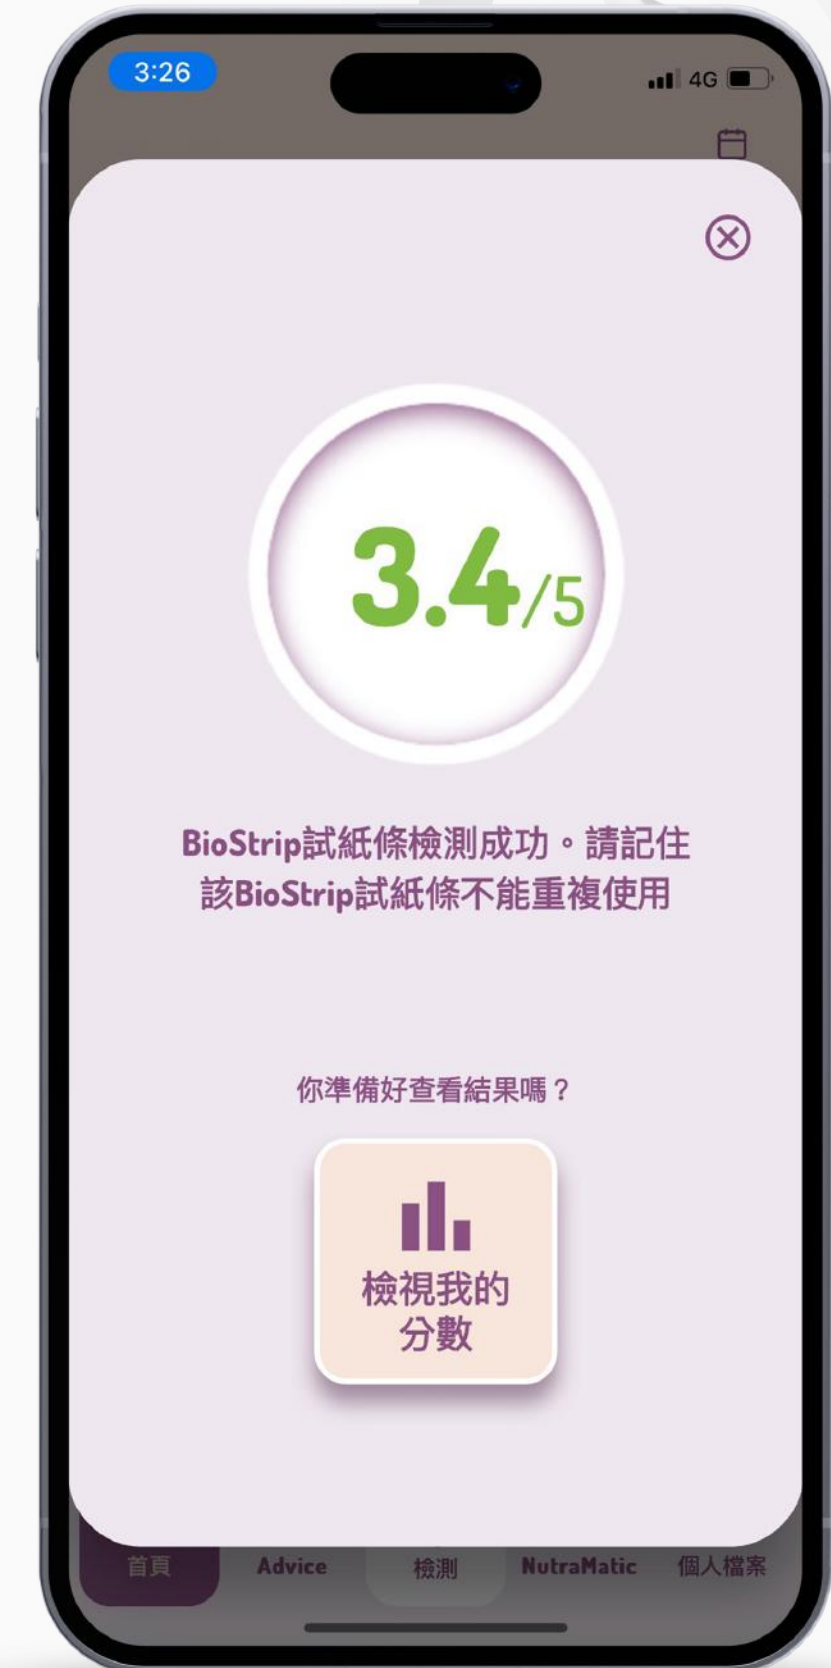 3:26
4G
3.4/5
BioStrip試紙條檢測成功。請記住
該BioStrip試紙條不能重複使用
你準備好查看結果嗎？
檢視我的
分數
首頁 Advice 檢測 NutraMatic 個人檔案